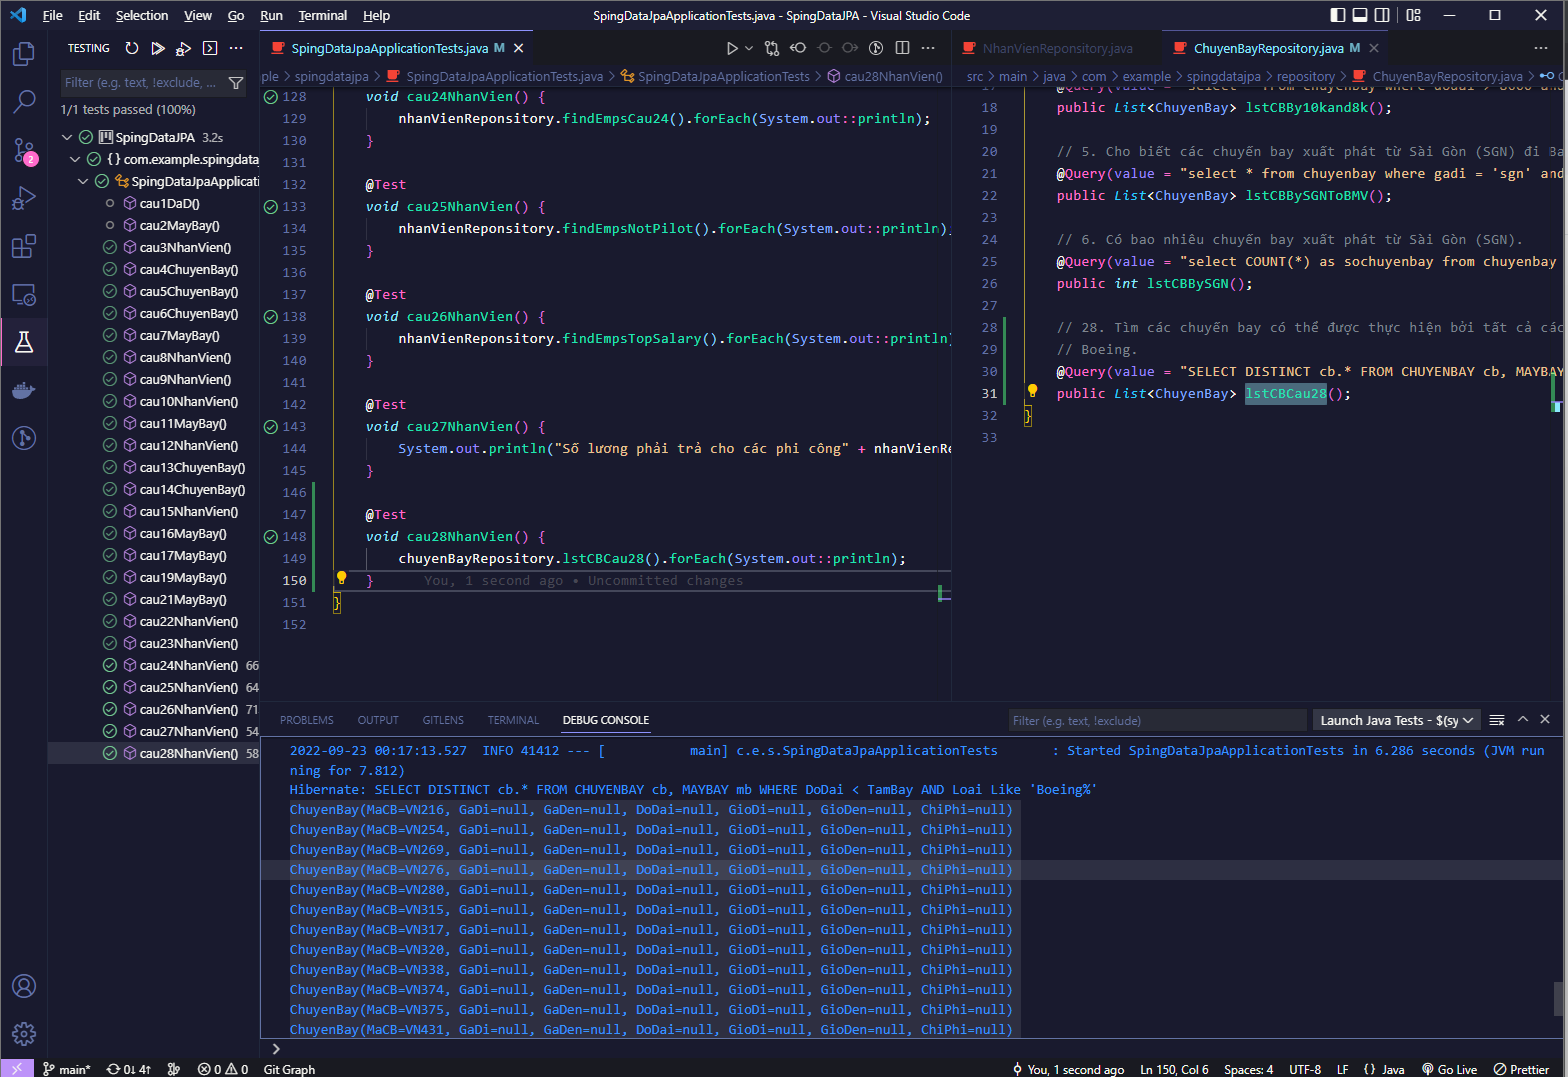 File Edit Selection View Go Run Terminal Help
SpingDataJpaApplicationTests.java - SpingDataJPA - Visual Studio Code
TESTING
Filter (e.g. text, !exclude, ...
1/1 tests passed (100%)
SpingDataJPA 3.2s
{} com.example.spingdata
SpingDataJpaApplicati
cau1DaD()
cau2MayBay()
cau3NhanVien()
cau4ChuyenBay()
cau5ChuyenBay()
cau6ChuyenBay()
cau7MayBay()
cau8NhanVien()
cau9NhanVien()
cau10NhanVien()
cau11MayBay()
cau12NhanVien()
cau13ChuyenBay()
cau14ChuyenBay()
cau15NhanVien()
cau16MayBay()
cau17MayBay()
cau19MayBay()
cau21MayBay()
cau22NhanVien()
cau23NhanVien()
cau24NhanVien() 66
cau25NhanVien() 64
cau26NhanVien() 71
cau27NhanVien() 54
cau28NhanVien() 58
2
SpingDataJpaApplicationTests.java M
ple > spingdatajpa > SpingDataJpaApplicationTests.java > SpingDataJpaApplicationTests > cau28NhanVien()
128 void cau24NhanVien() {
129 nhanVienReponsitory.findEmpsCau24().forEach(System.out::println);
130 }
131
132 @Test
133 void cau25NhanVien() {
134 nhanVienReponsitory.findEmpsNotPilot().forEach(System.out::println);
135 }
136
137 @Test
138 void cau26NhanVien() {
139 nhanVienReponsitory.findEmpsTopSalary().forEach(System.out::println)
140 }
141
142 @Test
143 void cau27NhanVien() {
144 System.out.println("Số lương phải trả cho các phi công" + nhanVienRe
145 }
146
147 @Test
148 void cau28NhanVien() {
149 chuyenBayRepository.lstCBCau28().forEach(System.out::println);
150 } You, 1 second ago • Uncommitted changes
151 }
152
NhanVienReponsitory.java
ChuyenBayRepository.java M
src > main > java > com > example > spingdatajpa > repository > ChuyenBayRepository.java >
18 public List<ChuyenBay> lstCBBy10kand8k();
19
20 // 5. Cho biết các chuyến bay xuất phát từ Sài Gòn (SGN) đi Ba
21 @Query(value = "select * from chuyenbay where gadi = 'sgn' and
22 public List<ChuyenBay> lstCBBySGNToBMV();
23
24 // 6. Có bao nhiêu chuyến bay xuất phát từ Sài Gòn (SGN).
25 @Query(value = "select COUNT(*) as sochuyenbay from chuyenbay
26 public int lstCBBySGN();
27
28 // 28. Tìm các chuyến bay có thể được thực hiện bởi tất cả các
29 // Boeing.
30 @Query(value = "SELECT DISTINCT cb.* FROM CHUYENBAY cb, MAYBAY
31 public List<ChuyenBay> lstCBCau28();
32 }
33
PROBLEMS OUTPUT GITLENS TERMINAL DEBUG CONSOLE
Filter (e.g. text, !exclude)
Launch Java Tests - $(sy
2022-09-23 00:17:13.527 INFO 41412 --- [ main] c.e.s.SpingDataJpaApplicationTests : Started SpingDataJpaApplicationTests in 6.286 seconds (JVM run
ning for 7.812)
Hibernate: SELECT DISTINCT cb.* FROM CHUYENBAY cb, MAYBAY mb WHERE DoDai < TamBay AND Loai Like 'Boeing%'
ChuyenBay(MaCB=VN216, GaDi=null, GaDen=null, DoDai=null, GioDi=null, GioDen=null, ChiPhi=null)
ChuyenBay(MaCB=VN254, GaDi=null, GaDen=null, DoDai=null, GioDi=null, GioDen=null, ChiPhi=null)
ChuyenBay(MaCB=VN269, GaDi=null, GaDen=null, DoDai=null, GioDi=null, GioDen=null, ChiPhi=null)
ChuyenBay(MaCB=VN276, GaDi=null, GaDen=null, DoDai=null, GioDi=null, GioDen=null, ChiPhi=null)
ChuyenBay(MaCB=VN280, GaDi=null, GaDen=null, DoDai=null, GioDi=null, GioDen=null, ChiPhi=null)
ChuyenBay(MaCB=VN315, GaDi=null, GaDen=null, DoDai=null, GioDi=null, GioDen=null, ChiPhi=null)
ChuyenBay(MaCB=VN317, GaDi=null, GaDen=null, DoDai=null, GioDi=null, GioDen=null, ChiPhi=null)
ChuyenBay(MaCB=VN320, GaDi=null, GaDen=null, DoDai=null, GioDi=null, GioDen=null, ChiPhi=null)
ChuyenBay(MaCB=VN338, GaDi=null, GaDen=null, DoDai=null, GioDi=null, GioDen=null, ChiPhi=null)
ChuyenBay(MaCB=VN374, GaDi=null, GaDen=null, DoDai=null, GioDi=null, GioDen=null, ChiPhi=null)
ChuyenBay(MaCB=VN375, GaDi=null, GaDen=null, DoDai=null, GioDi=null, GioDen=null, ChiPhi=null)
ChuyenBay(MaCB=VN431, GaDi=null, GaDen=null, DoDai=null, GioDi=null, GioDen=null, ChiPhi=null)
main* 0↓ 4↑ 0 0 Git Graph
You, 1 second ago Ln 150, Col 6 Spaces: 4 UTF-8 LF {} Java Go Live Prettier